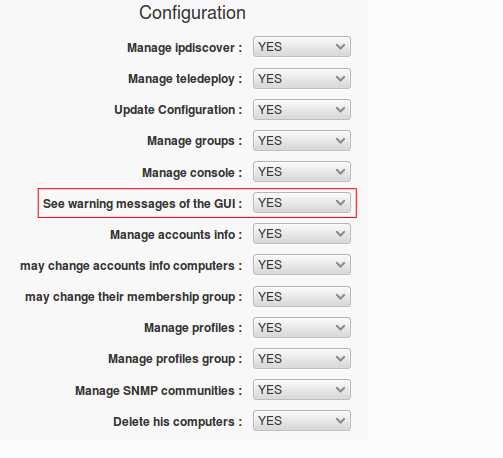 Configuration
Manage ipdiscover : YES
Manage teledeploy : YES
Update Configuration : YES
Manage groups : YES
Manage console : YES
See warning messages of the GUI : YES
Manage accounts info : YES
may change accounts info computers : YES
may change their membership group : YES
Manage profiles : YES
Manage profiles group : YES
Manage SNMP communities : YES
Delete his computers : YES